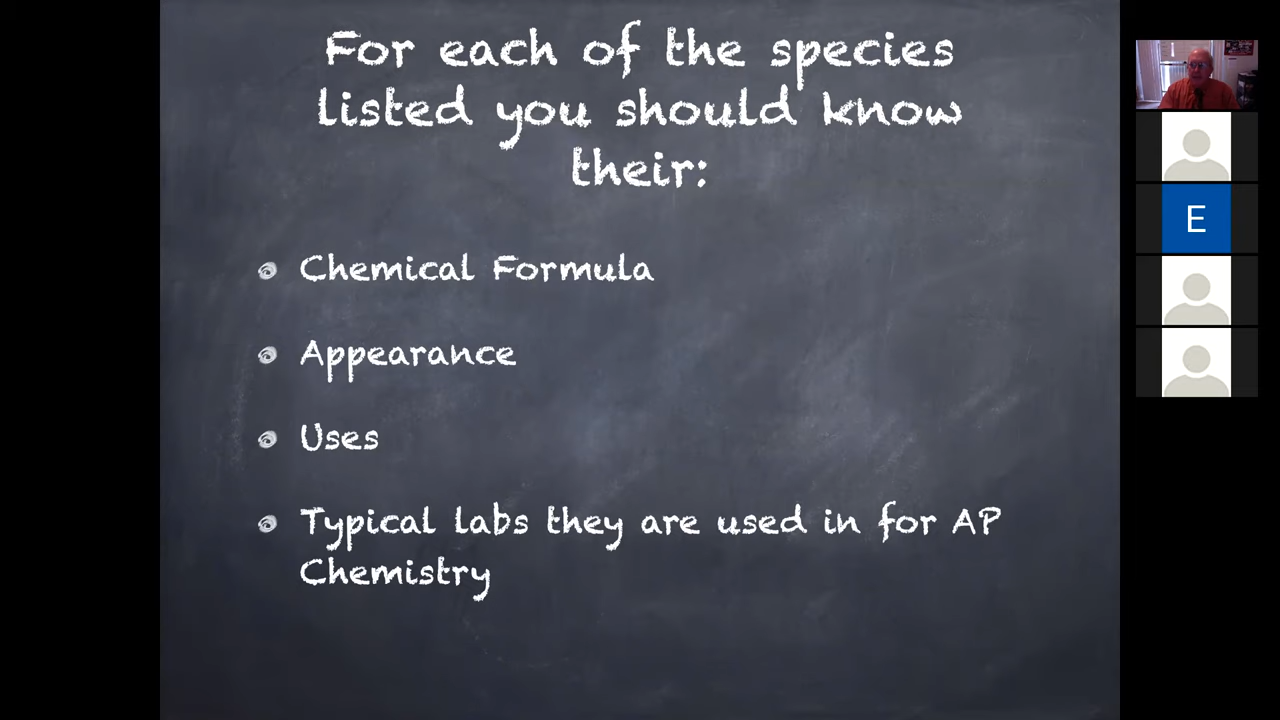 For each of the species
listed you should know
their:
Chemical Formula
Appearance
Uses
Typical labs they are used in for AP
Chemistry
E